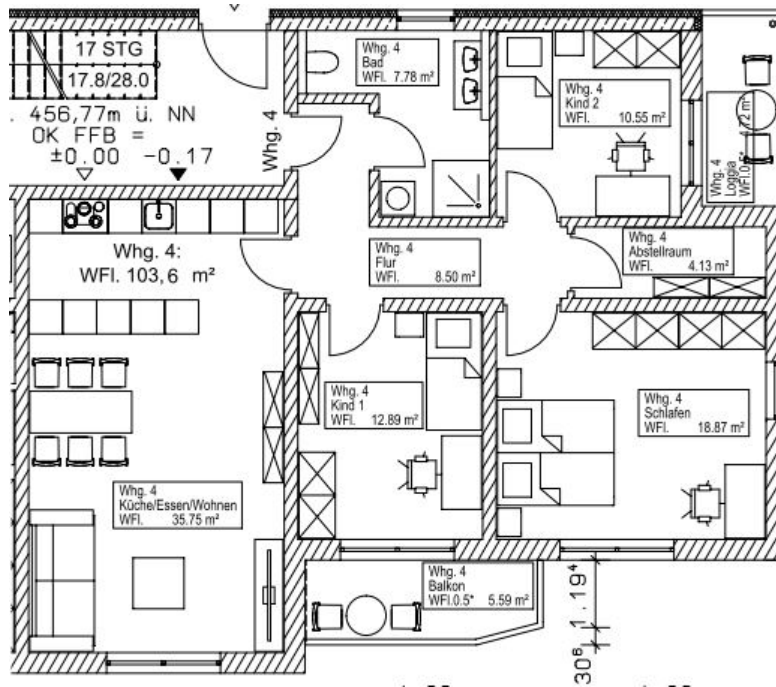 17 STG
17.8/28.0
. 456,77m ü. NN
OK FFB =
±0.00 -0.17
Whg. 4
Whg. 4
Bad
WFl. 7.78 m²
Whg. 4
Kind 2
WFl. 10.55 m²
Whg. 4
Loggia
WFl.0.5*
Whg. 4:
WFl. 103,6 m²
Whg. 4
Flur
WFl. 8.50 m²
Whg. 4
Abstellraum
WFl. 4.13 m²
Whg. 4
Kind 1
WFl. 12.89 m²
Whg. 4
Schlafen
WFl. 18.87 m²
Whg. 4
Küche/Essen/Wohnen
WFl. 35.75 m²
Whg. 4
Balkon
WFl.0.5* 5.59 m²
1.19⁴
30⁶